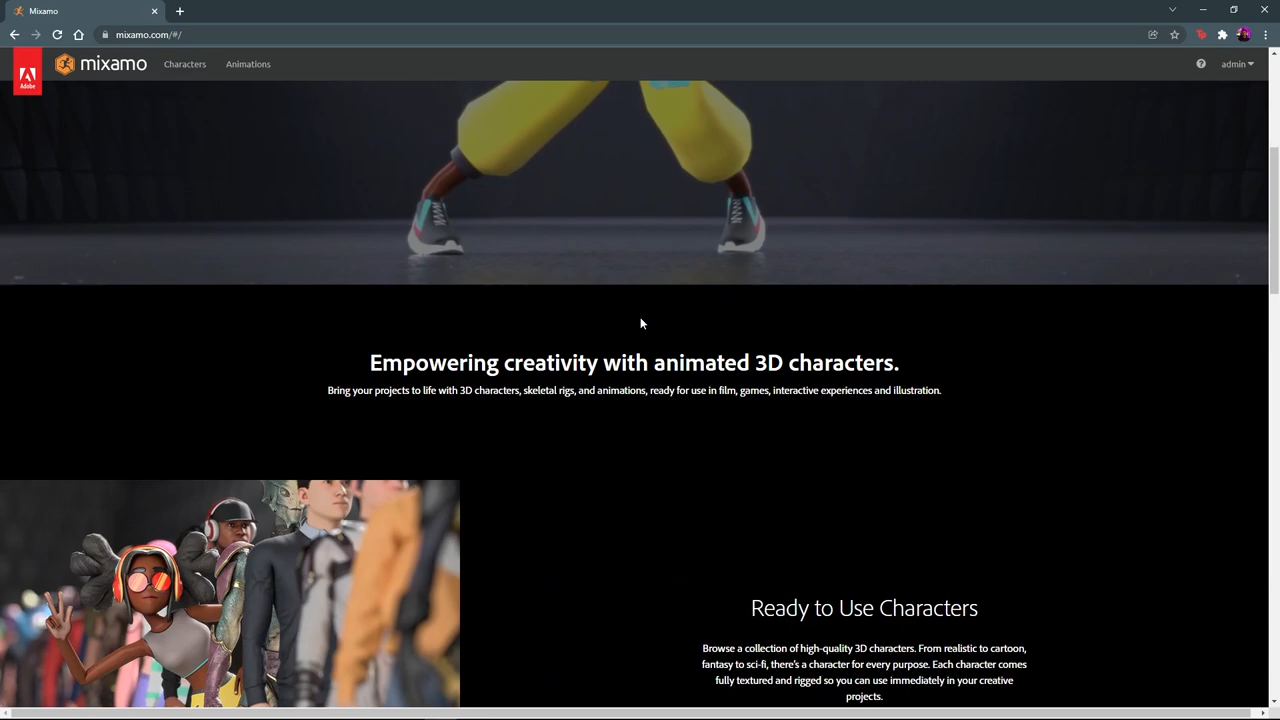 Mixamo
mixamo.com/#/
Adobe
mixamo
Characters
Animations
admin
Empowering creativity with animated 3D characters.
Bring your projects to life with 3D characters, skeletal rigs, and animations, ready for use in film, games, interactive experiences and illustration.
Ready to Use Characters
Browse a collection of high-quality 3D characters. From realistic to cartoon,
fantasy to sci-fi, there's a character for every purpose. Each character comes
fully textured and rigged so you can use immediately in your creative
projects.